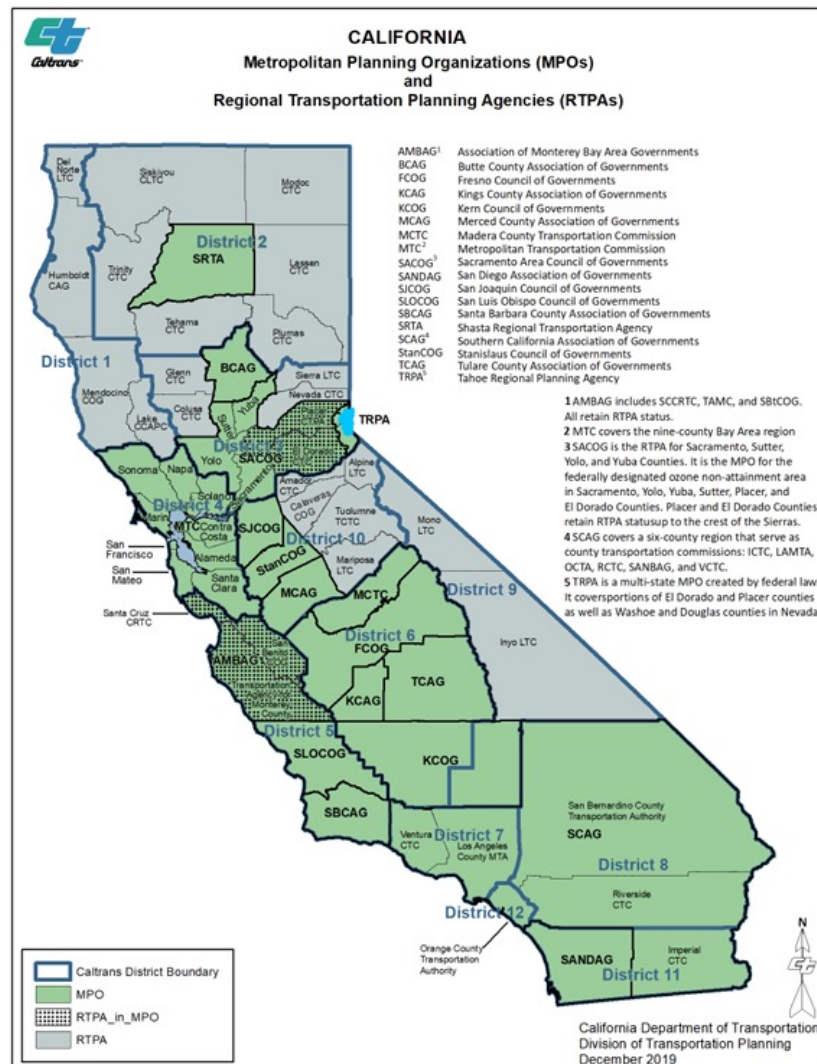 Caltrans
CALIFORNIA
Metropolitan Planning Organizations (MPOs)
and
Regional Transportation Planning Agencies (RTPAs)
AMBAG1 Association of Monterey Bay Area Governments
BCAG Butte County Association of Governments
FCOG Fresno Council of Governments
KCAG Kings County Association of Governments
KCOG Kern Council of Governments
MCAG Merced County Association of Governments
MCTC Madera County Transportation Commission
MTC2 Metropolitan Transportation Commission
SACOG3 Sacramento Area Council of Governments
SANDAG San Diego Association of Governments
SJCOG San Joaquin Council of Governments
SLOCOG San Luis Obispo Council of Governments
SBCAG Santa Barbara County Association of Governments
SRTA Shasta Regional Transportation Agency
SCAG4 Southern California Association of Governments
StanCOG Stanislaus Council of Governments
TCAG Tulare County Association of Governments
TRPA5 Tahoe Regional Planning Agency
1 AMBAG includes SCCRTC, TAMC, and SBtCOG.
All retain RTPA status.
2 MTC covers the nine-county Bay Area region
3 SACOG is the RTPA for Sacramento, Sutter,
Yolo, and Yuba Counties. It is the MPO for the
federally designated ozone non-attainment area
in Sacramento, Yolo, Yuba, Sutter, Placer, and
El Dorado Counties. Placer and El Dorado Counties
retain RTPA statusup to the crest of the Sierras.
4 SCAG covers a six-county region that serve as
county transportation commissions: ICTC, LAMTA,
OCTA, RCTC, SANBAG, and VCTC.
5 TRPA is a multi-state MPO created by federal law
It coversportions of El Dorado and Placer counties
as well as Washoe and Douglas counties in Nevada
Del
Norte
LTC
Siskiyou
CLTC
Modoc
CTC
District 2
SRTA
Humboldt
CAG
Trinity
CTC
Lassen
CTC
Tehama
CTC
Plumas
CTC
District 1
Glenn
CTC
BCAG
Sierra LTC
Mendocino
COG
Colusa
CTC
Nevada CTC
Lake
CCAPC
Sutter
Yuba
Placer
TRPA
District 3
El Dorado
SACOG
Sonoma
Napa
Yolo
Sacramento
Alpine
LTC
Amador
CTC
Solano
Calaveras
COG
District 4
Marin
MTC
Contra
Costa
SJCOG
Tuolumne
TCTC
Mono
LTC
District 10
San
Francisco
Alameda
StanCOG
Mariposa
LTC
San
Mateo
Santa
Clara
MCAG
MCTC
District 9
Santa Cruz
CRTC
District 6
FCOG
Inyo LTC
San
Benito
AMBAG1
Transportation
Monterey
County
TCAG
KCAG
District 5
SLOCOG
KCOG
SBCAG
San Bernardino County
Transportation Authority
SCAG
Ventura
CTC
District 7
Los Angeles
County MTA
District 8
Riverside
CTC
District 12
Orange County
Transportation
Authority
SANDAG
Imperial
CTC
District 11
Caltrans District Boundary
MPO
RTPA_in_MPO
RTPA
N
California Department of Transportation
Division of Transportation Planning
December 2019